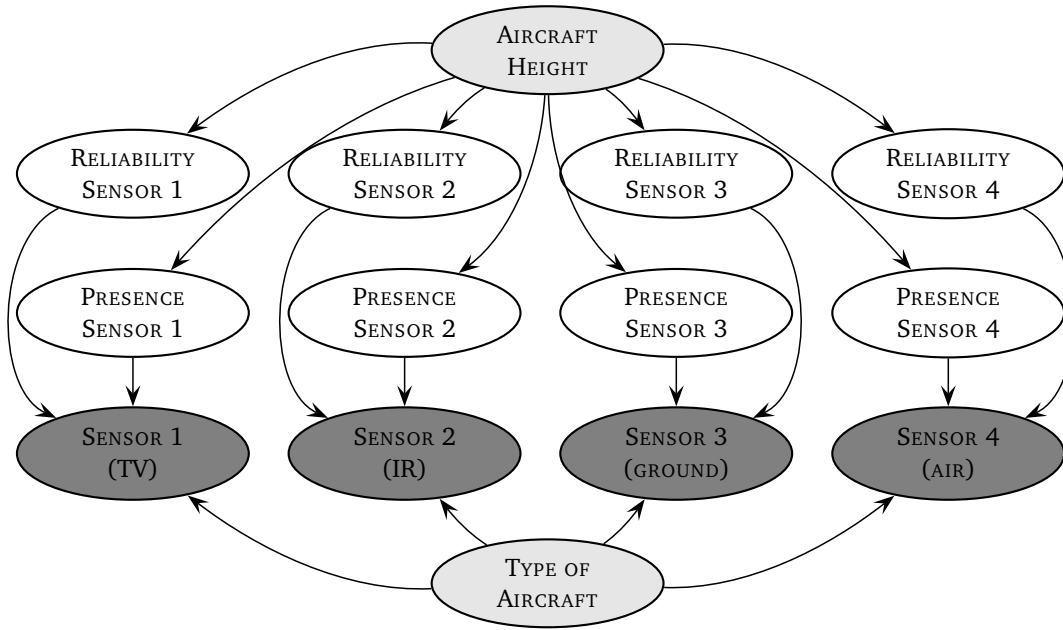 AIRCRAFT
HEIGHT
RELIABILITY
SENSOR 1
RELIABILITY
SENSOR 2
RELIABILITY
SENSOR 3
RELIABILITY
SENSOR 4
PRESENCE
SENSOR 1
PRESENCE
SENSOR 2
PRESENCE
SENSOR 3
PRESENCE
SENSOR 4
SENSOR 1
(TV)
SENSOR 2
(IR)
SENSOR 3
(GROUND)
SENSOR 4
(AIR)
TYPE OF
AIRCRAFT